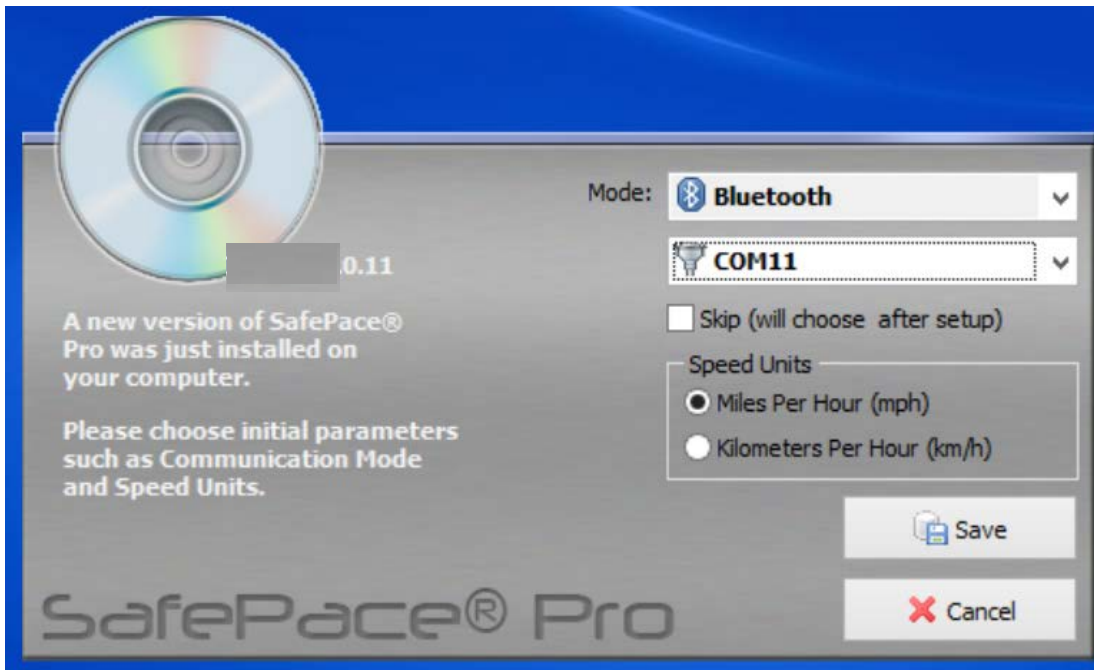 Mode:
Bluetooth
COM11
.0.11
Skip (will choose after setup)
A new version of SafePace®
Pro was just installed on
your computer.
Speed Units
Miles Per Hour (mph)
Kilometers Per Hour (km/h)
Please choose initial parameters
such as Communication Mode
and Speed Units.
Save
Cancel
SafePace® Pro